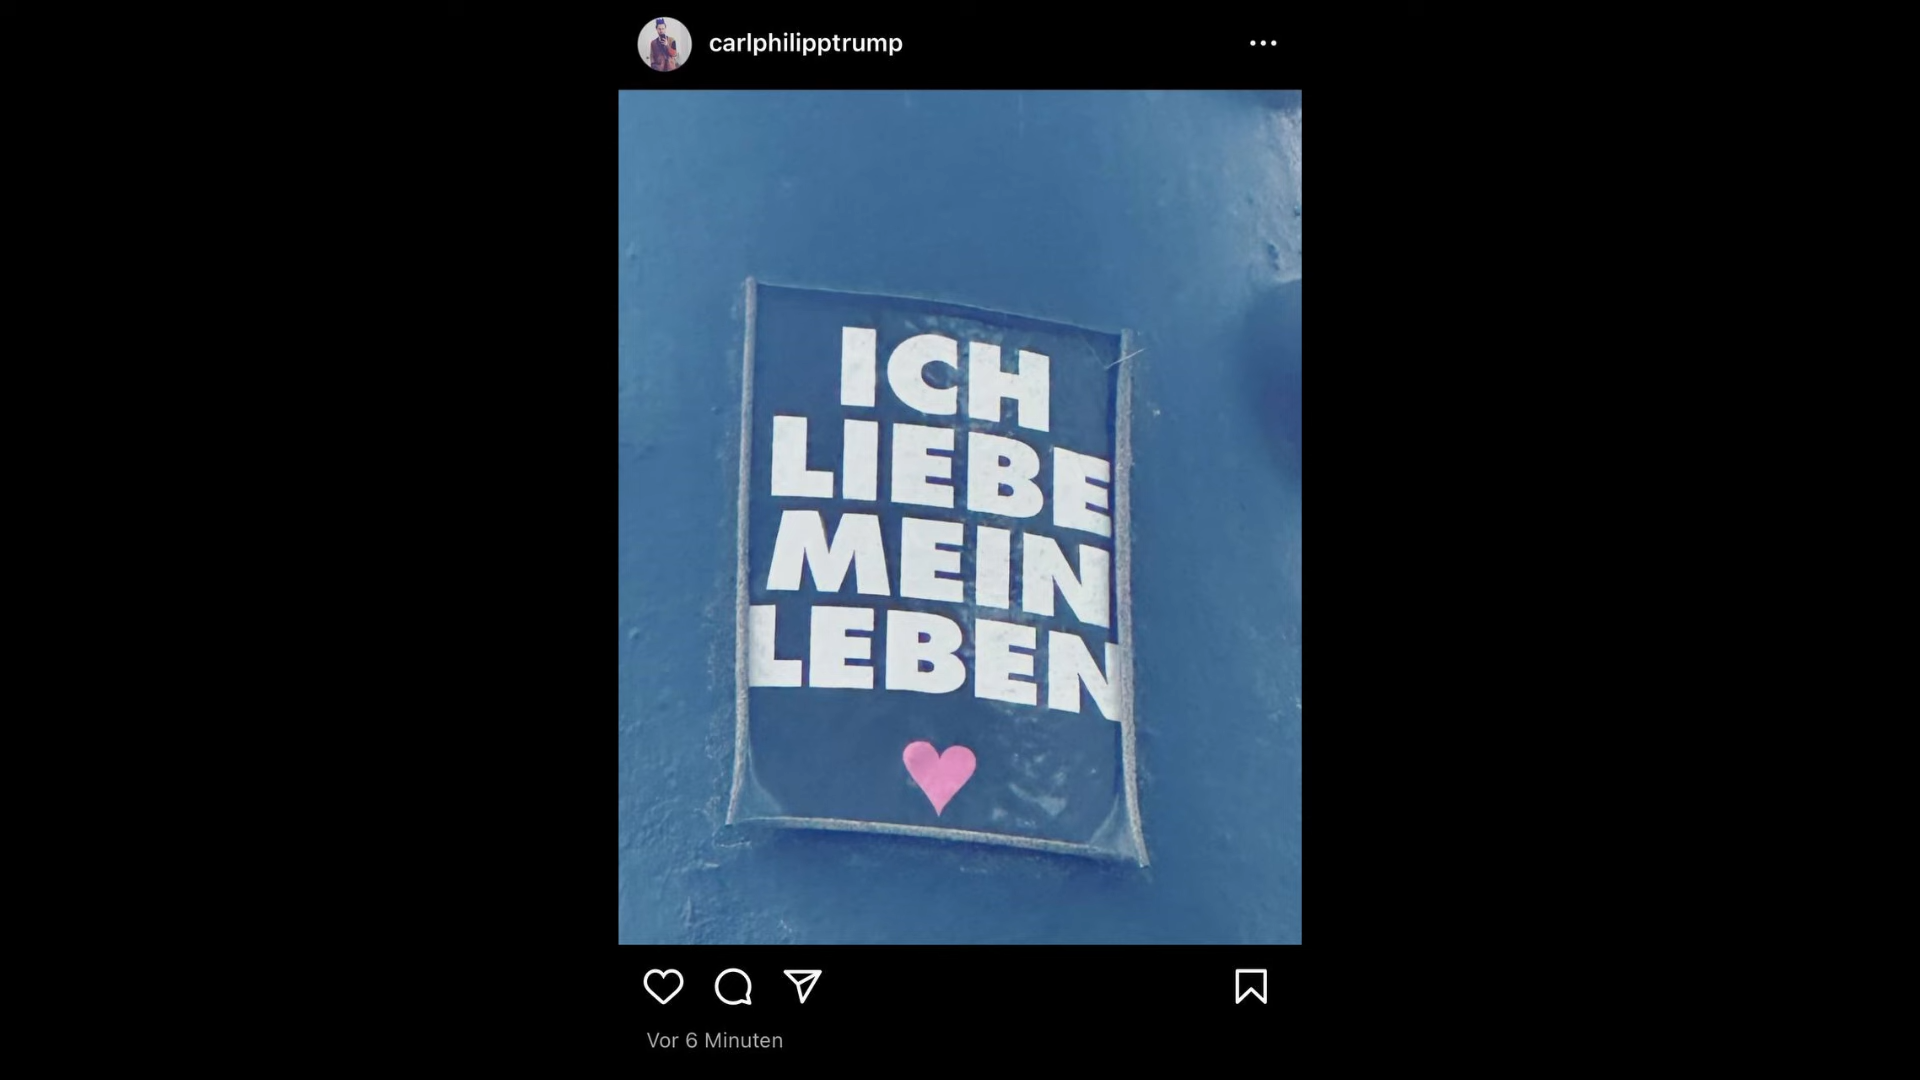 carlphilipptrump
ICH
LIEBE
MEIN
LEBEN
Vor 6 Minuten